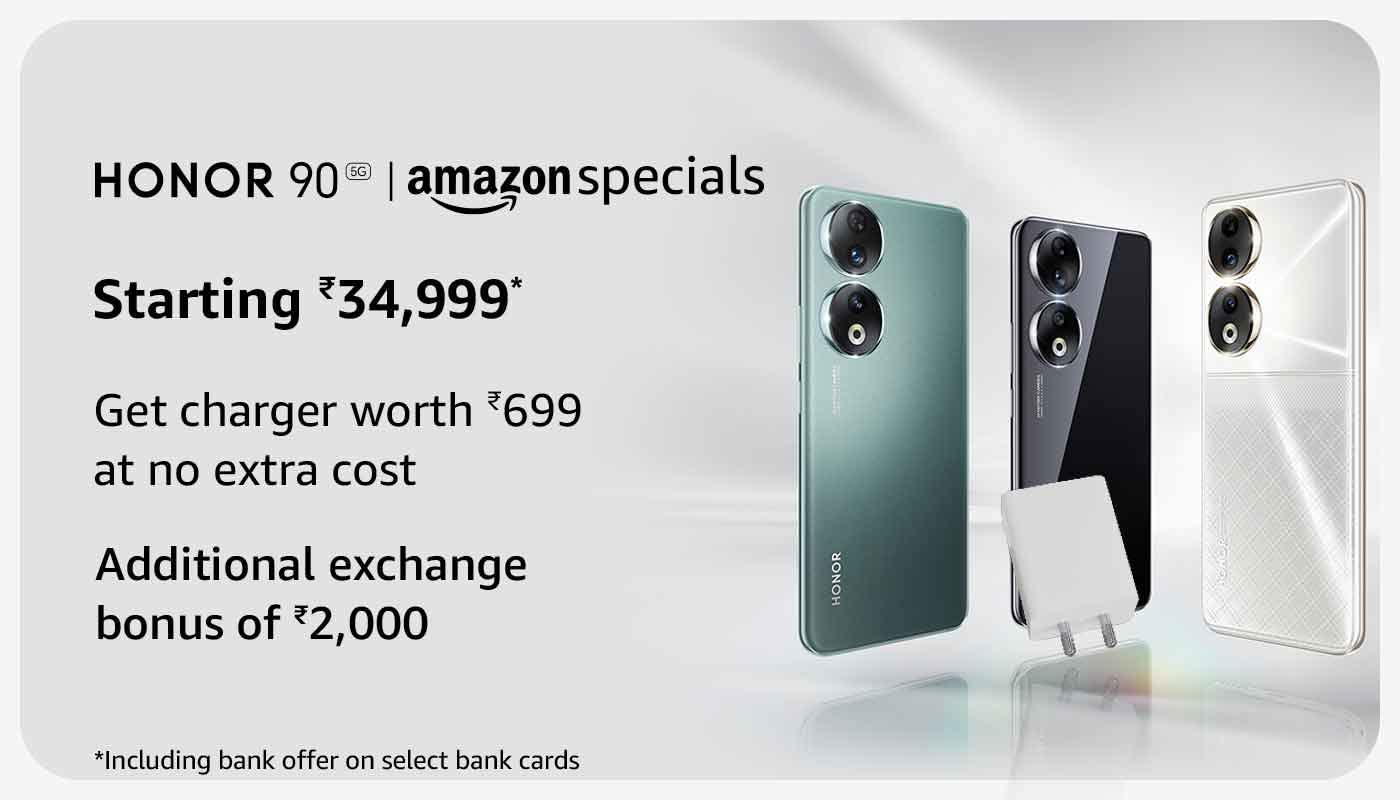 HONOR 90 5G | amazon specials
Starting ₹34,999*
Get charger worth ₹699
at no extra cost
Additional exchange
bonus of ₹2,000
*Including bank offer on select bank cards
HONOR
HONOR